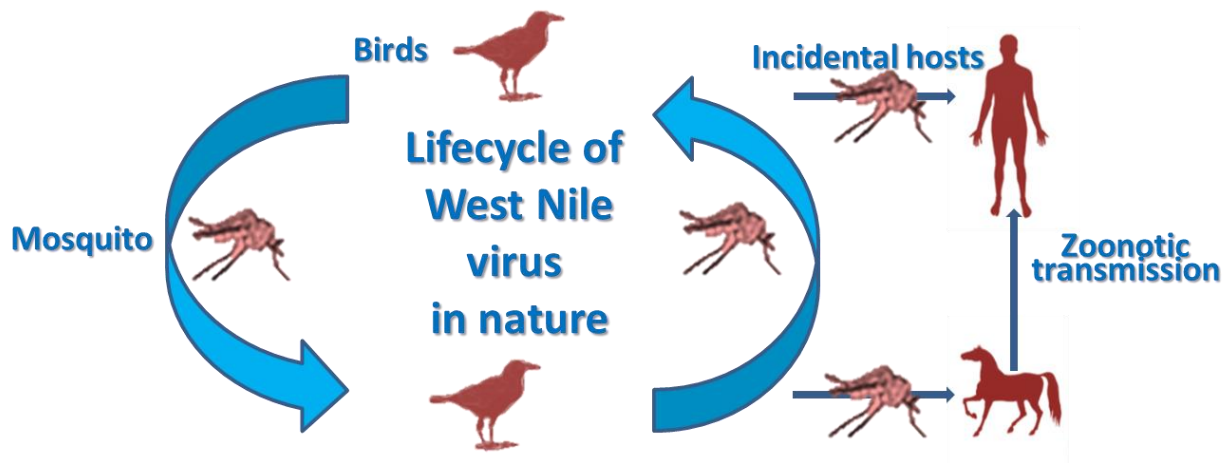 Birds
Incidental hosts
Lifecycle of
West Nile
virus
in nature
Mosquito
Zoonotic
transmission